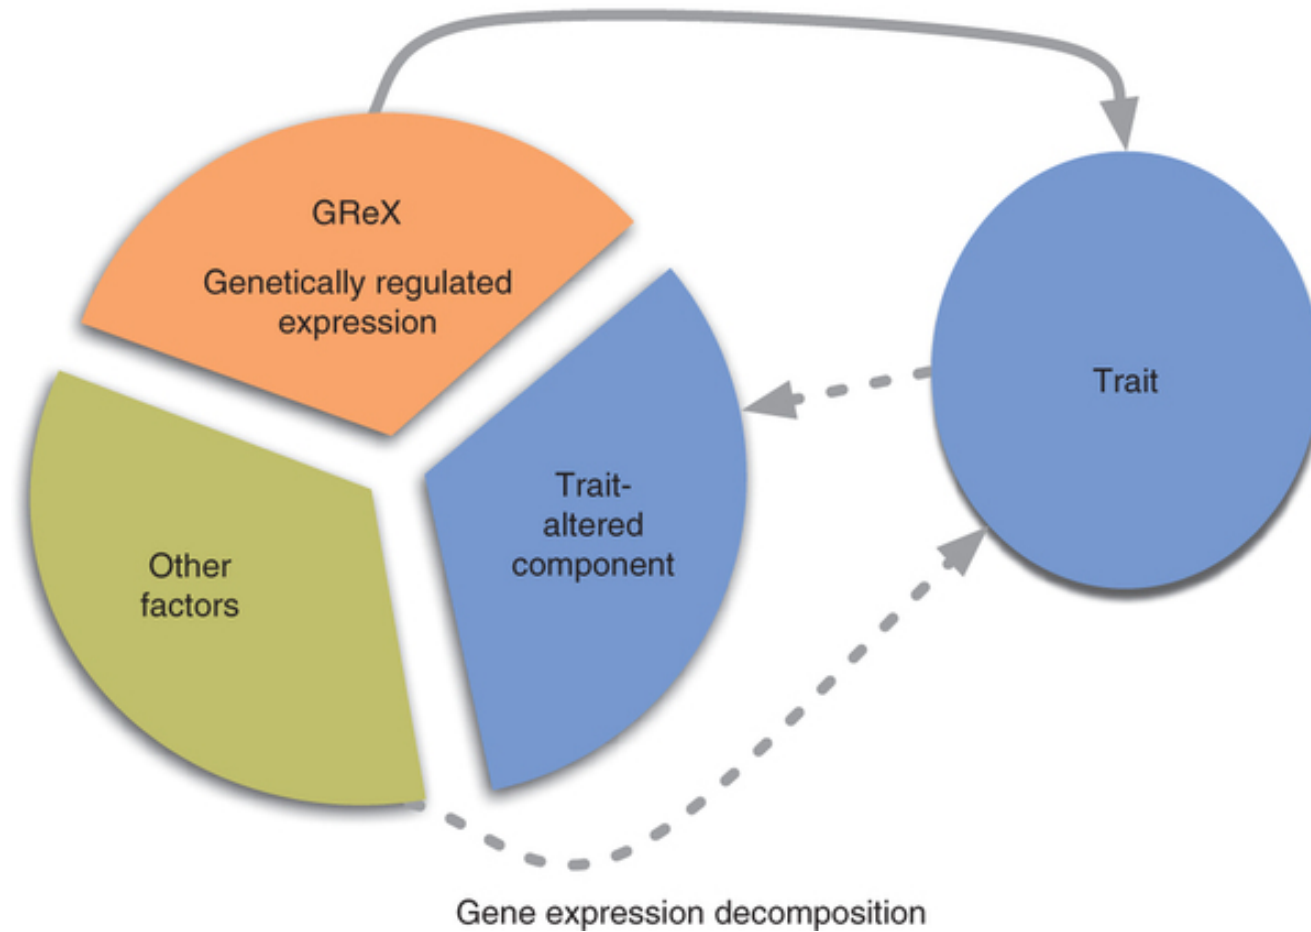 GReX
Genetically regulated
expression
Trait
Trait-
altered
component
Other
factors
Gene expression decomposition